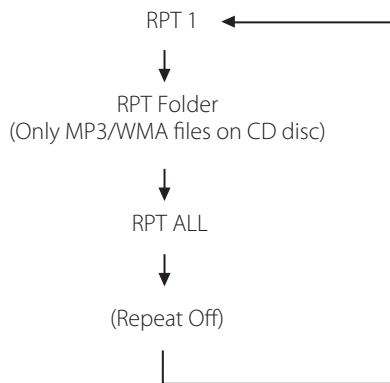 RPT 1
RPT Folder
(Only MP3/WMA files on CD disc)
RPT ALL
(Repeat Off)